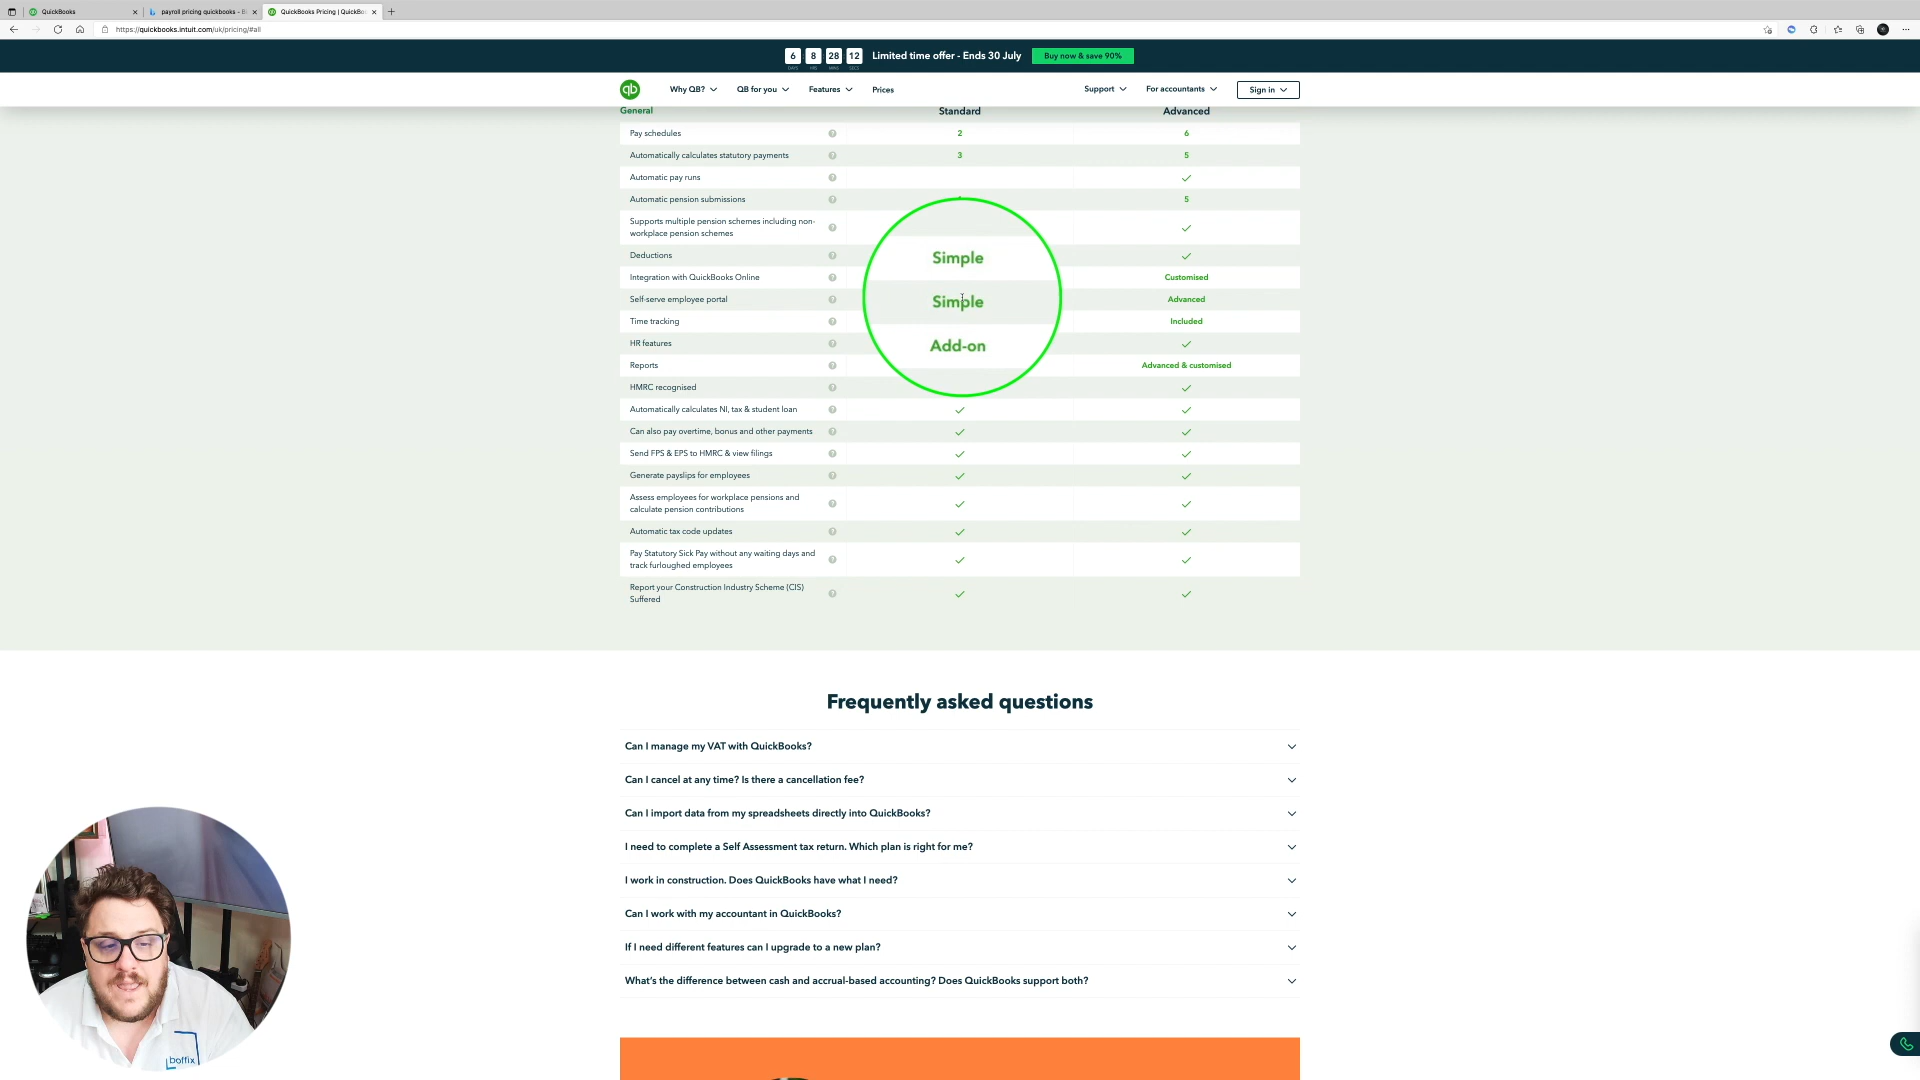 QuickBooks
payroll pricing quickbooks - Bi
QuickBooks Pricing | QuickBo
https://quickbooks.intuit.com/uk/pricing/#all
6 8 28 12 Limited time offer - Ends 30 July Buy now & save 90%
DAYS HRS MINS SECS
qb Why QB? QB for you Features Prices Support For accountants Sign in
General Standard Advanced
Pay schedules 2 6
Automatically calculates statutory payments 3 5
Automatic pay runs
Automatic pension submissions 5
Supports multiple pension schemes including non-
workplace pension schemes
Deductions
Integration with QuickBooks Online Simple Customised
Self-serve employee portal Simple Advanced
Time tracking Add-on Included
HR features
Reports Advanced & customised
HMRC recognised
Automatically calculates NI, tax & student loan
Can also pay overtime, bonus and other payments
Send FPS & EPS to HMRC & view filings
Generate payslips for employees
Assess employees for workplace pensions and
calculate pension contributions
Automatic tax code updates
Pay Statutory Sick Pay without any waiting days and
track furloughed employees
Report your Construction Industry Scheme (CIS)
Suffered
Frequently asked questions
Can I manage my VAT with QuickBooks?
Can I cancel at any time? Is there a cancellation fee?
Can I import data from my spreadsheets directly into QuickBooks?
I need to complete a Self Assessment tax return. Which plan is right for me?
I work in construction. Does QuickBooks have what I need?
Can I work with my accountant in QuickBooks?
If I need different features can I upgrade to a new plan?
What's the difference between cash and accrual-based accounting? Does QuickBooks support both?
boffix